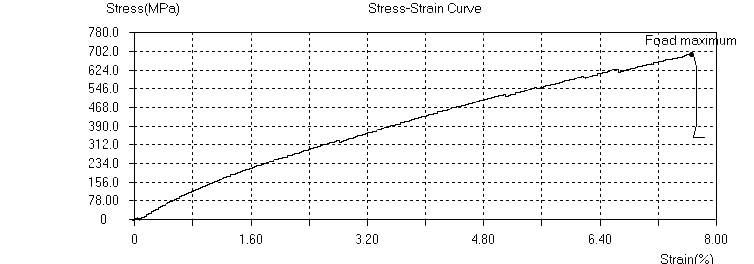 Stress(MPa)
Stress-Strain Curve
780.0
Foad maximum
702.0
624.0
546.0
468.0
390.0
312.0
234.0
156.0
78.00
0
0 1.60 3.20 4.80 6.40 8.00
Strain(%)